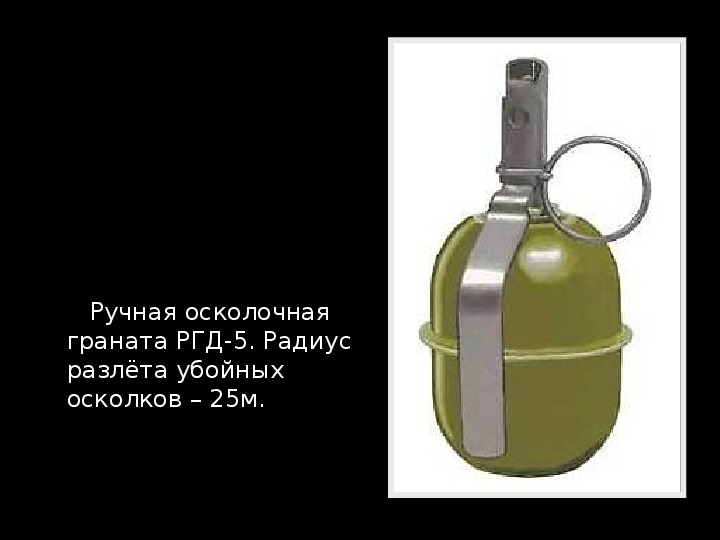 Ручная осколочная
граната РГД-5. Радиус
разлёта убойных
осколков – 25м.